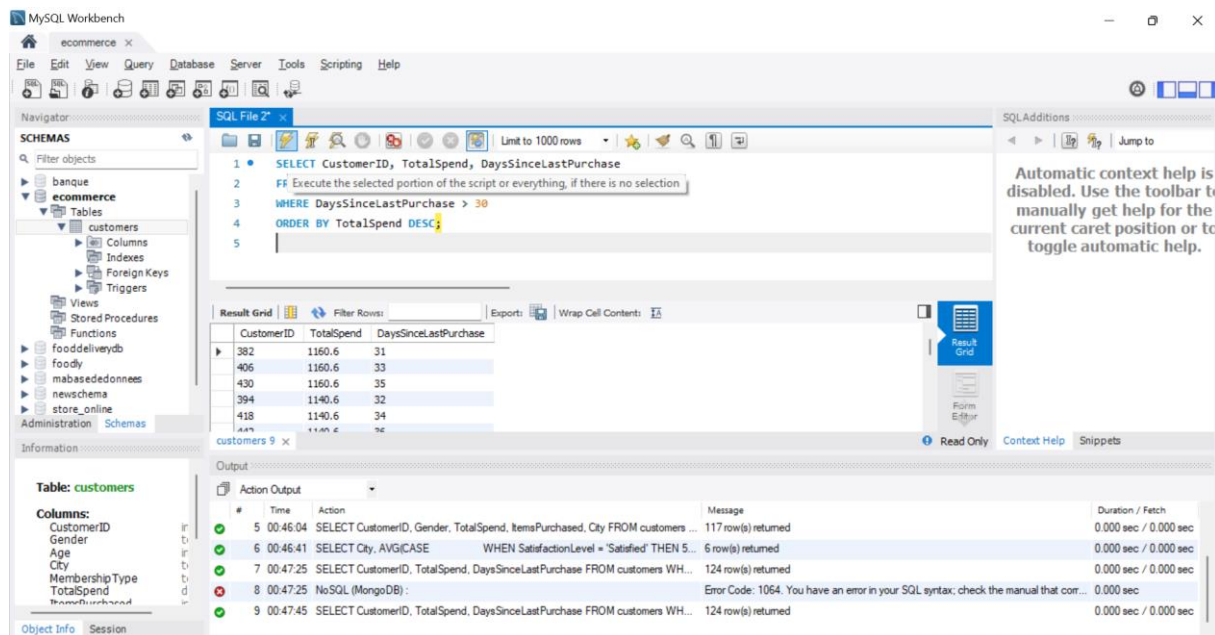 MySQL Workbench
ecommerce
File Edit View Query Database Server Tools Scripting Help
Navigator
SCHEMAS
Filter objects
banque
ecommerce
Tables
customers
Columns
Indexes
Foreign Keys
Triggers
Views
Stored Procedures
Functions
fooddeliverydb
foodly
mabasededonnees
newschema
store_online
Administration Schemas
Information
Table: customers
Columns:
CustomerID
Gender
Age
City
MembershipType
TotalSpend
ItemsPurchased
Object Info Session
SQL File 2*
Limit to 1000 rows
1 SELECT CustomerID, TotalSpend, DaysSinceLastPurchase
2 FR
Execute the selected portion of the script or everything, if there is no selection
3 WHERE DaysSinceLastPurchase > 30
4 ORDER BY TotalSpend DESC;
5
Result Grid Filter Rows: Export: Wrap Cell Content: IA
CustomerID TotalSpend DaysSinceLastPurchase
382 1160.6 31
406 1160.6 33
430 1160.6 35
394 1140.6 32
418 1140.6 34
442 1140.6 36
Result Grid
Form Editor
customers 9
Read Only
SQLAdditions
Jump to
Automatic context help is
disabled. Use the toolbar to
manually get help for the
current caret position or to
toggle automatic help.
Context Help Snippets
Output
Action Output
# Time Action Message Duration / Fetch
5 00:46:04 SELECT CustomerID, Gender, TotalSpend, ItemsPurchased, City FROM customers ... 117 row(s) returned 0.000 sec / 0.000 sec
6 00:46:41 SELECT City, AVG(CASE WHEN SatisfactionLevel = 'Satisfied' THEN 5... 6 row(s) returned 0.000 sec / 0.000 sec
7 00:47:25 SELECT CustomerID, TotalSpend, DaysSinceLastPurchase FROM customers WH... 124 row(s) returned 0.000 sec / 0.000 sec
8 00:47:25 NoSQL (MongoDB) : Error Code: 1064. You have an error in your SQL syntax; check the manual that corr... 0.000 sec
9 00:47:45 SELECT CustomerID, TotalSpend, DaysSinceLastPurchase FROM customers WH... 124 row(s) returned 0.000 sec / 0.000 sec